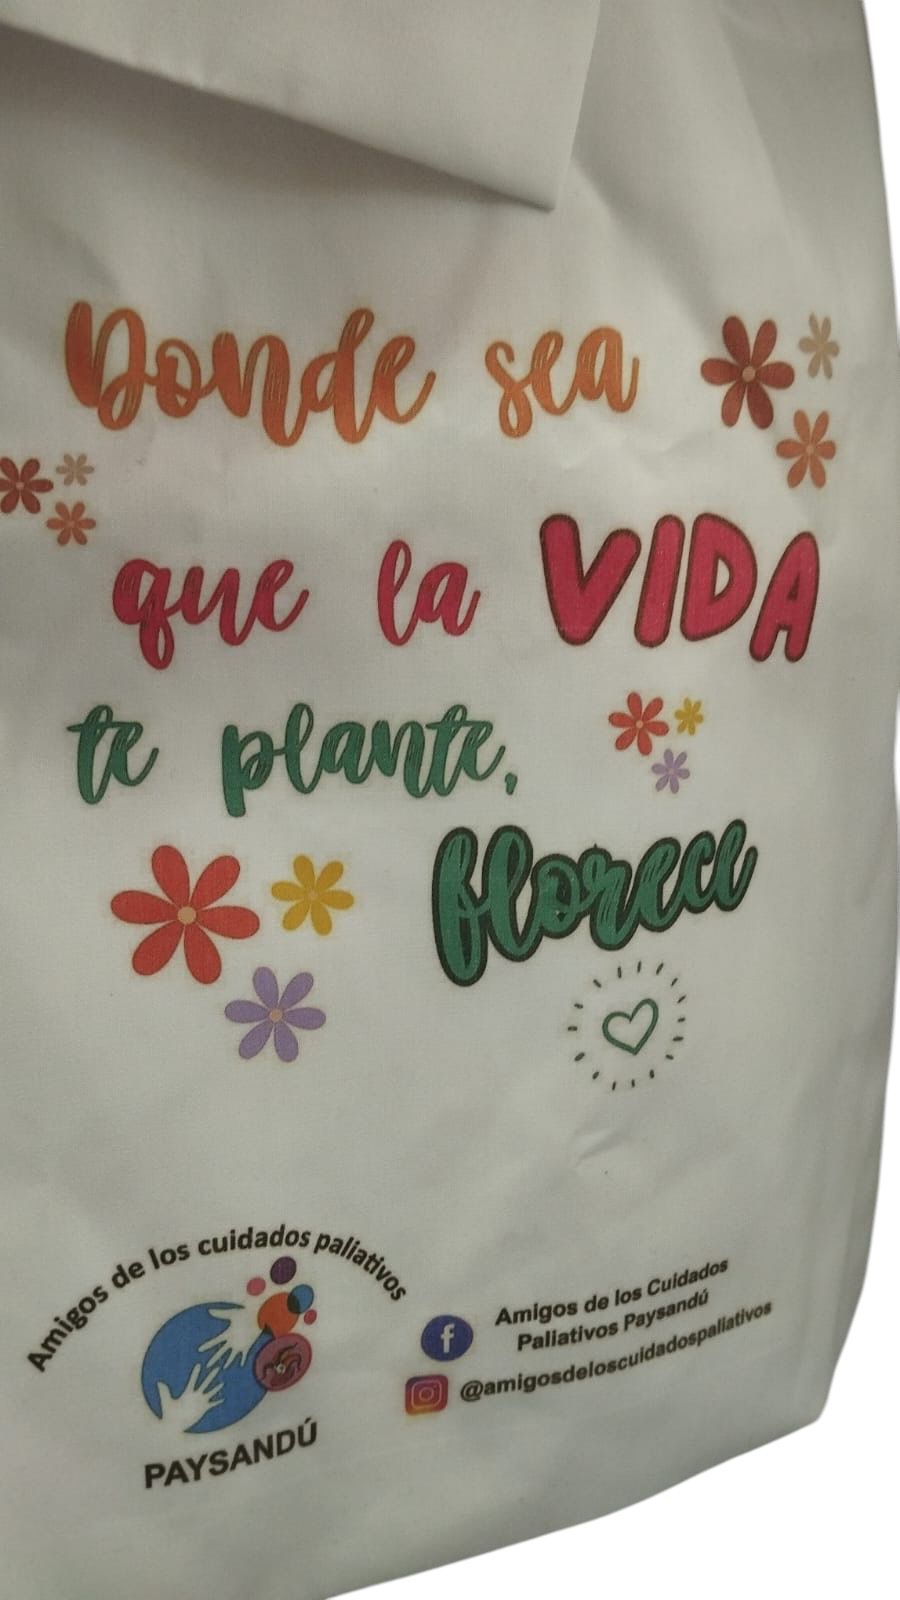 Donde sea
que la VIDA
te plante,
florece
Amigos de los cuidados paliativos
PAYSANDÚ
Amigos de los Cuidados
Paliativos Paysandú
@amigosdeloscuidadospaliativos